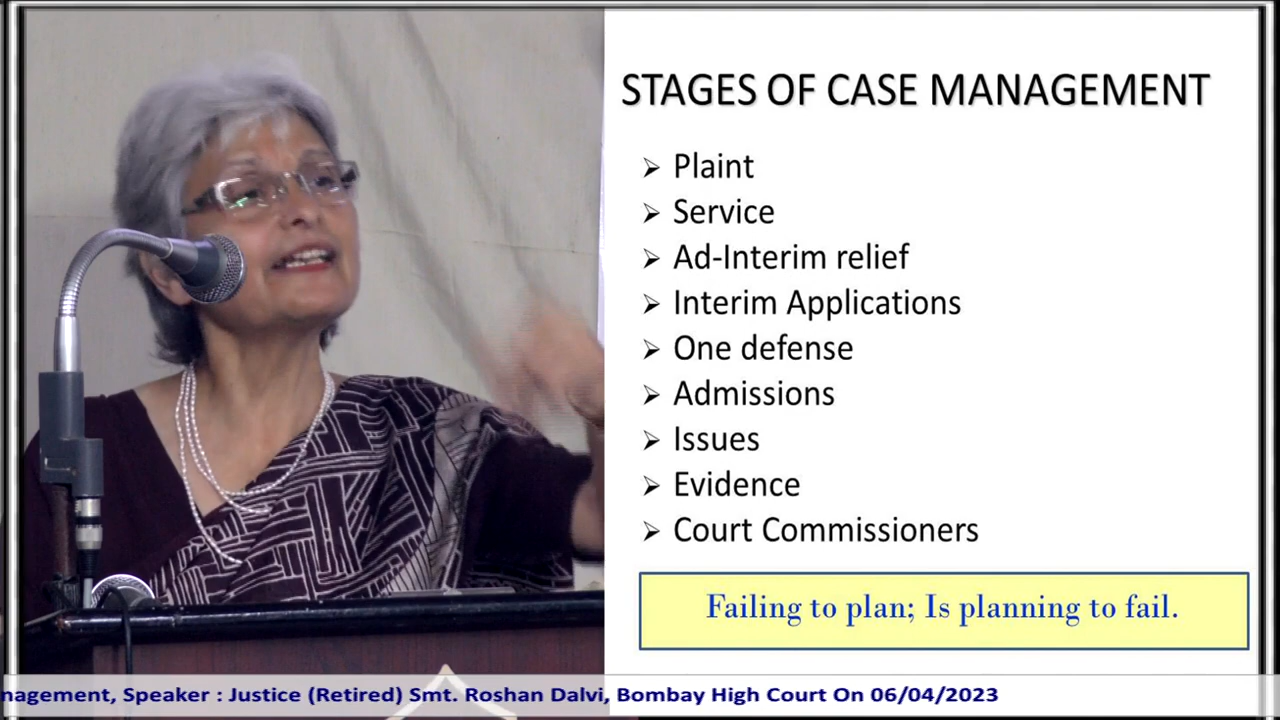 STAGES OF CASE MANAGEMENT
Plaint
Service
Ad-Interim relief
Interim Applications
One defense
Admissions
Issues
Evidence
Court Commissioners
Failing to plan; Is planning to fail.
nagement, Speaker : Justice (Retired) Smt. Roshan Dalvi, Bombay High Court On 06/04/2023